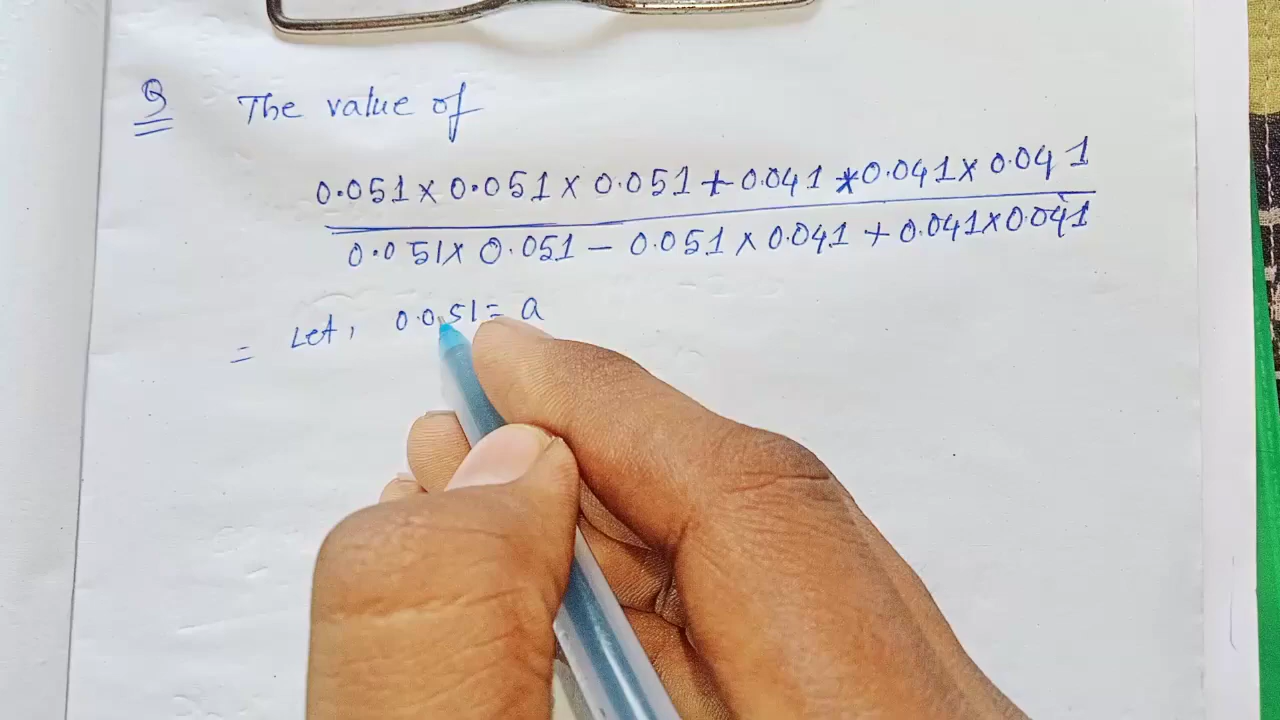 Q The value of
0.051 × 0.051 × 0.051 + 0.041 * 0.041 × 0.041
0.051 × 0.051 - 0.051 × 0.041 + 0.041 × 0.041
= Let, 0.051 = a